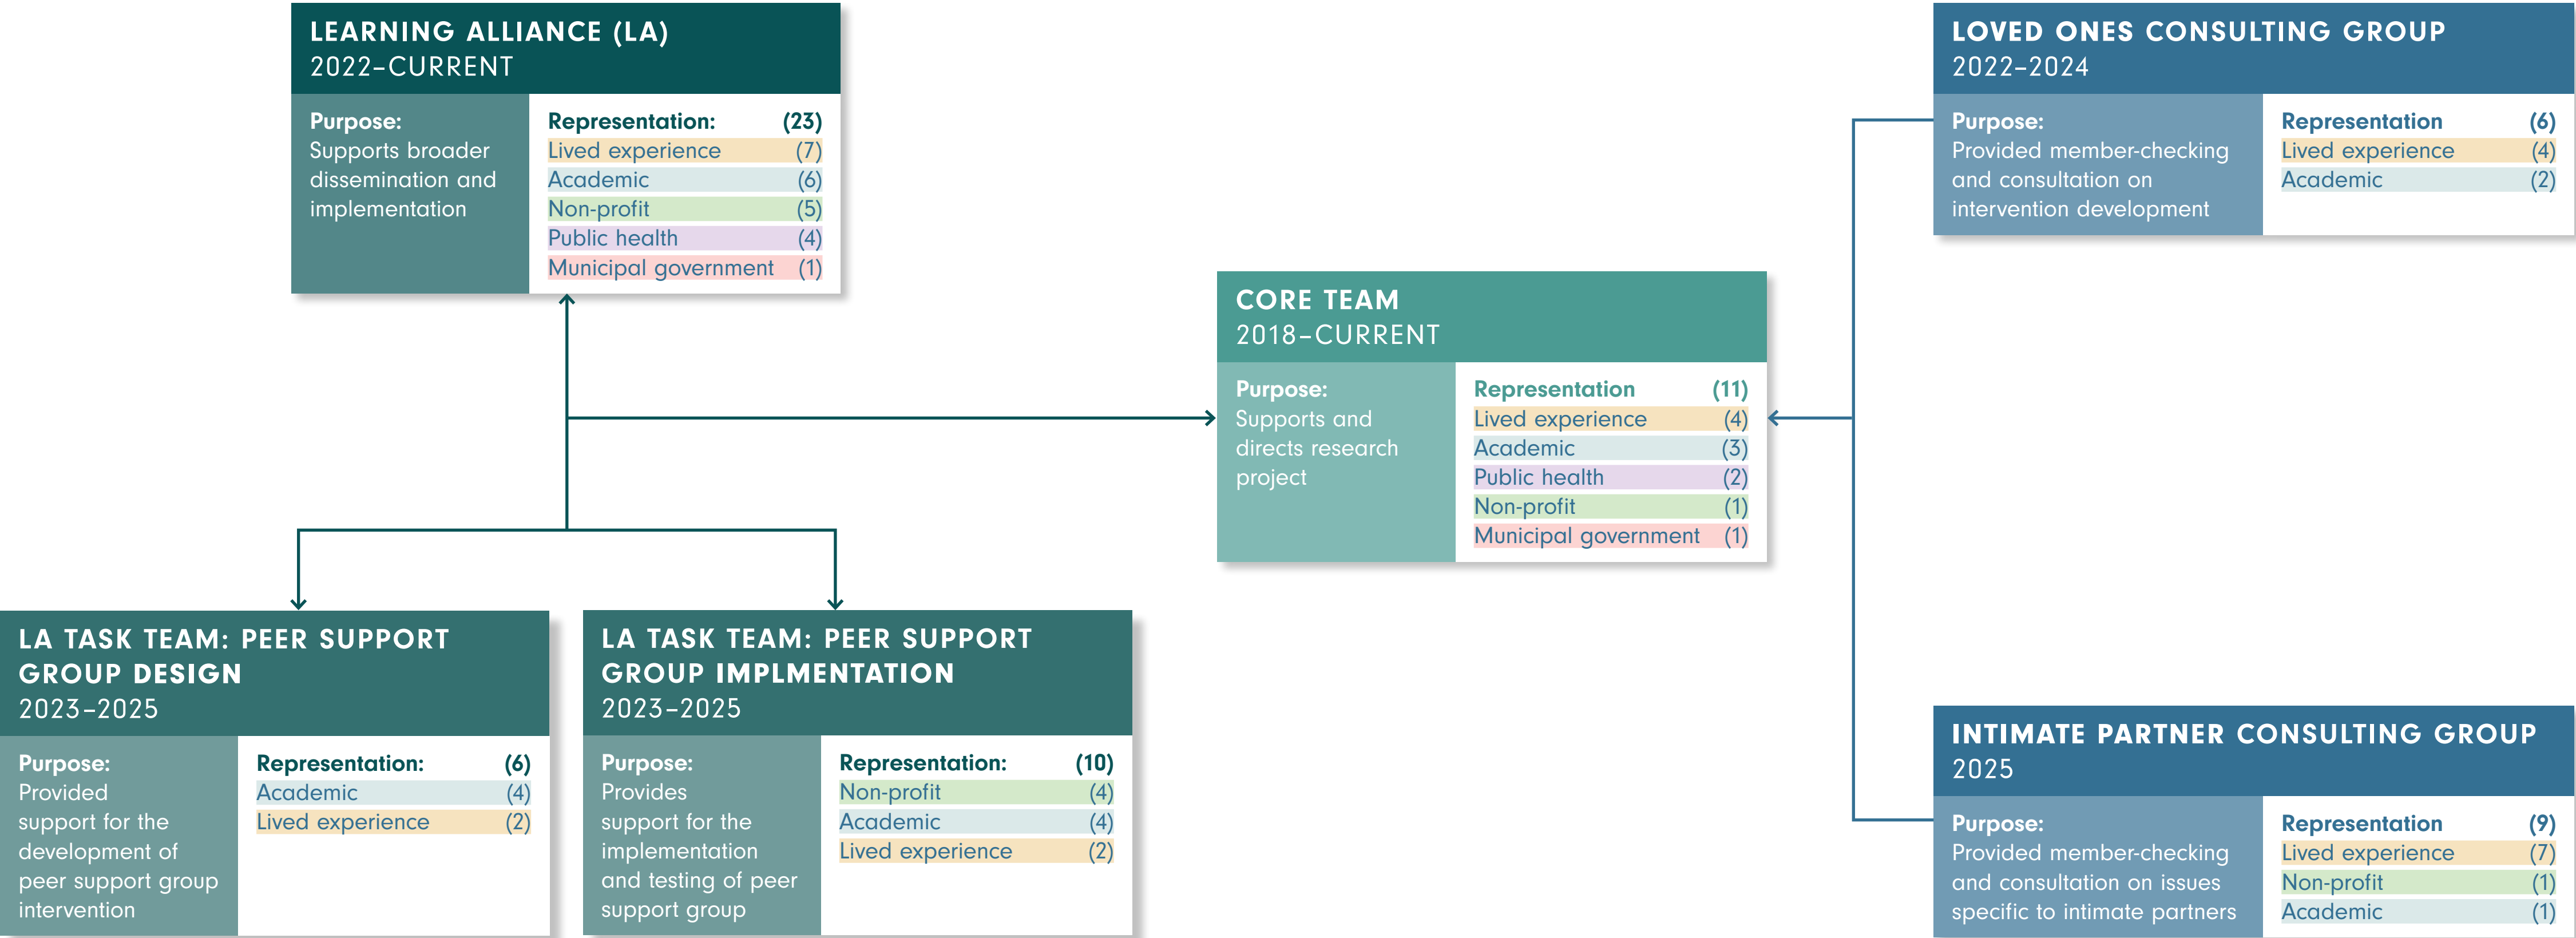 LEARNING ALLIANCE (LA)
2022–CURRENT
Purpose:
Supports broader
dissemination and
implementation
Representation: (23)
Lived experience (7)
Academic (6)
Non-profit (5)
Public health (4)
Municipal government (1)
LOVED ONES CONSULTING GROUP
2022–2024
Purpose:
Provided member-checking
and consultation on
intervention development
Representation (6)
Lived experience (4)
Academic (2)
CORE TEAM
2018–CURRENT
Purpose:
Supports and
directs research
project
Representation (11)
Lived experience (4)
Academic (3)
Public health (2)
Non-profit (1)
Municipal government (1)
LA TASK TEAM: PEER SUPPORT
GROUP DESIGN
2023–2025
Purpose:
Provided
support for the
development of
peer support group
intervention
Representation: (6)
Academic (4)
Lived experience (2)
LA TASK TEAM: PEER SUPPORT
GROUP IMPLMENTATION
2023–2025
Purpose:
Provides
support for the
implementation
and testing of peer
support group
Representation: (10)
Non-profit (4)
Academic (4)
Lived experience (2)
INTIMATE PARTNER CONSULTING GROUP
2025
Purpose:
Provided member-checking
and consultation on issues
specific to intimate partners
Representation (9)
Lived experience (7)
Non-profit (1)
Academic (1)